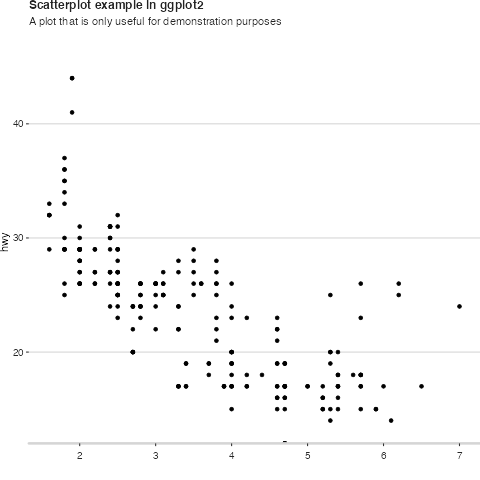 Scatterplot example in ggplot2
A plot that is only useful for demonstration purposes
40
30
hwy
20
2 3 4 5 6 7